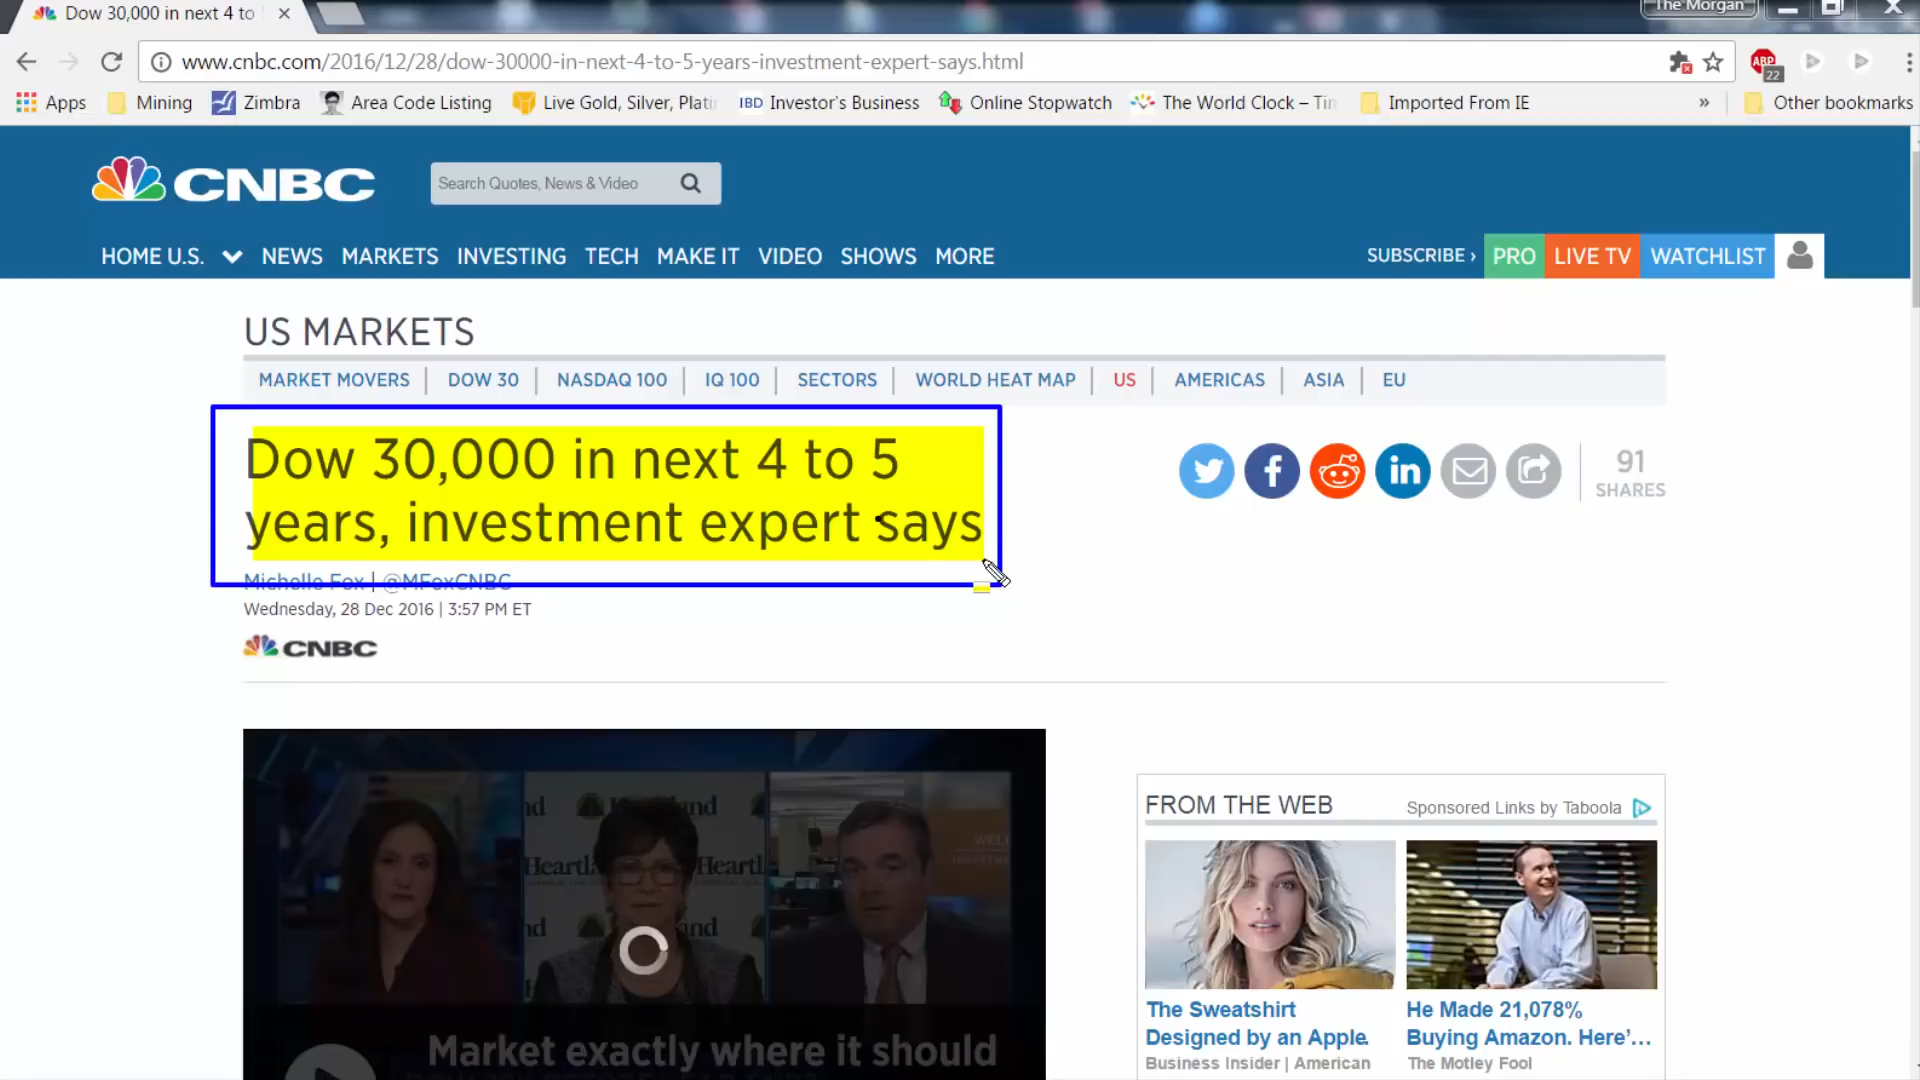 Dow 30,000 in next 4 to
The Morgan
www.cnbc.com/2016/12/28/dow-30000-in-next-4-to-5-years-investment-expert-says.html
ABP
22
Apps
Mining
Zimbra
Area Code Listing
Live Gold, Silver, Plati
IBD Investor's Business
Online Stopwatch
The World Clock – Tim
Imported From IE
»
Other bookmarks
CNBC
Search Quotes, News & Video
HOME U.S. NEWS MARKETS INVESTING TECH MAKE IT VIDEO SHOWS MORE
SUBSCRIBE › PRO LIVE TV WATCHLIST
US MARKETS
MARKET MOVERS | DOW 30 | NASDAQ 100 | IQ 100 | SECTORS | WORLD HEAT MAP | US | AMERICAS | ASIA | EU
Dow 30,000 in next 4 to 5
years, investment expert says
91
SHARES
Michelle Fox | @MFoxCNBC
Wednesday, 28 Dec 2016 | 3:57 PM ET
CNBC
Heartland
Market exactly where it should
FROM THE WEB
Sponsored Links by Taboola
The Sweatshirt
Designed by an Apple.
Business Insider | American
He Made 21,078%
Buying Amazon. Here'...
The Motley Fool